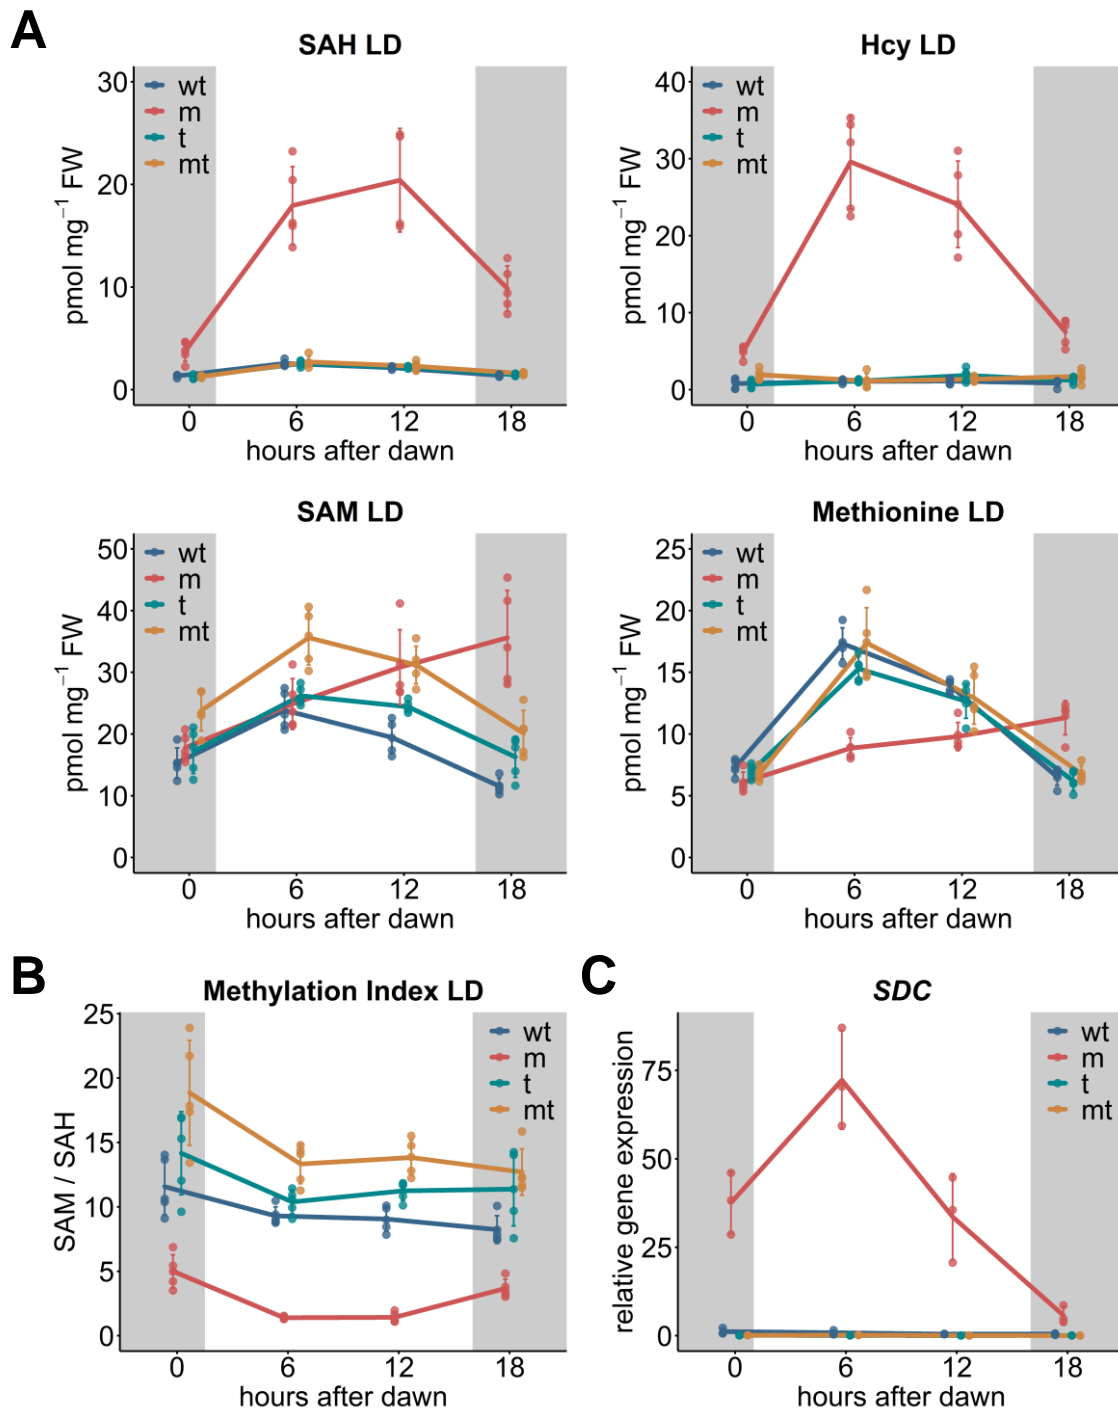 A
SAH LD
pmol mg⁻¹ FW
30
20
10
0
wt
m
t
mt
0 6 12 18
hours after dawn
Hcy LD
pmol mg⁻¹ FW
40
30
20
10
0
wt
m
t
mt
0 6 12 18
hours after dawn
SAM LD
pmol mg⁻¹ FW
50
40
30
20
10
0
wt
m
t
mt
0 6 12 18
hours after dawn
Methionine LD
pmol mg⁻¹ FW
25
20
15
10
5
0
wt
m
t
mt
0 6 12 18
hours after dawn
B
Methylation Index LD
SAM / SAH
25
20
15
10
5
0
wt
m
t
mt
0 6 12 18
hours after dawn
C
SDC
relative gene expression
75
50
25
0
wt
m
t
mt
0 6 12 18
hours after dawn